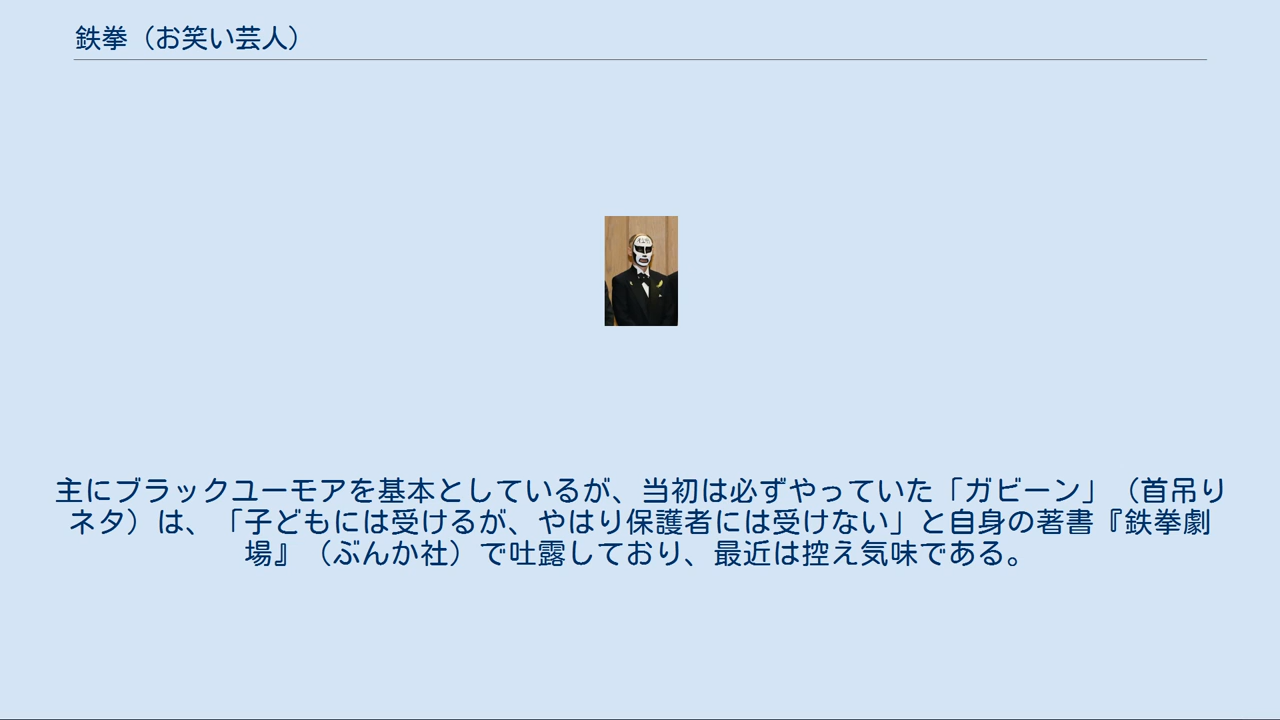 鉄拳（お笑い芸人）
主にブラックユーモアを基本としているが、当初は必ずやっていた「ガビーン」（首吊り
ネタ）は、「子どもには受けるが、やはり保護者には受けない」と自身の著書『鉄拳劇
場』（ぶんか社）で吐露しており、最近は控え気味である。